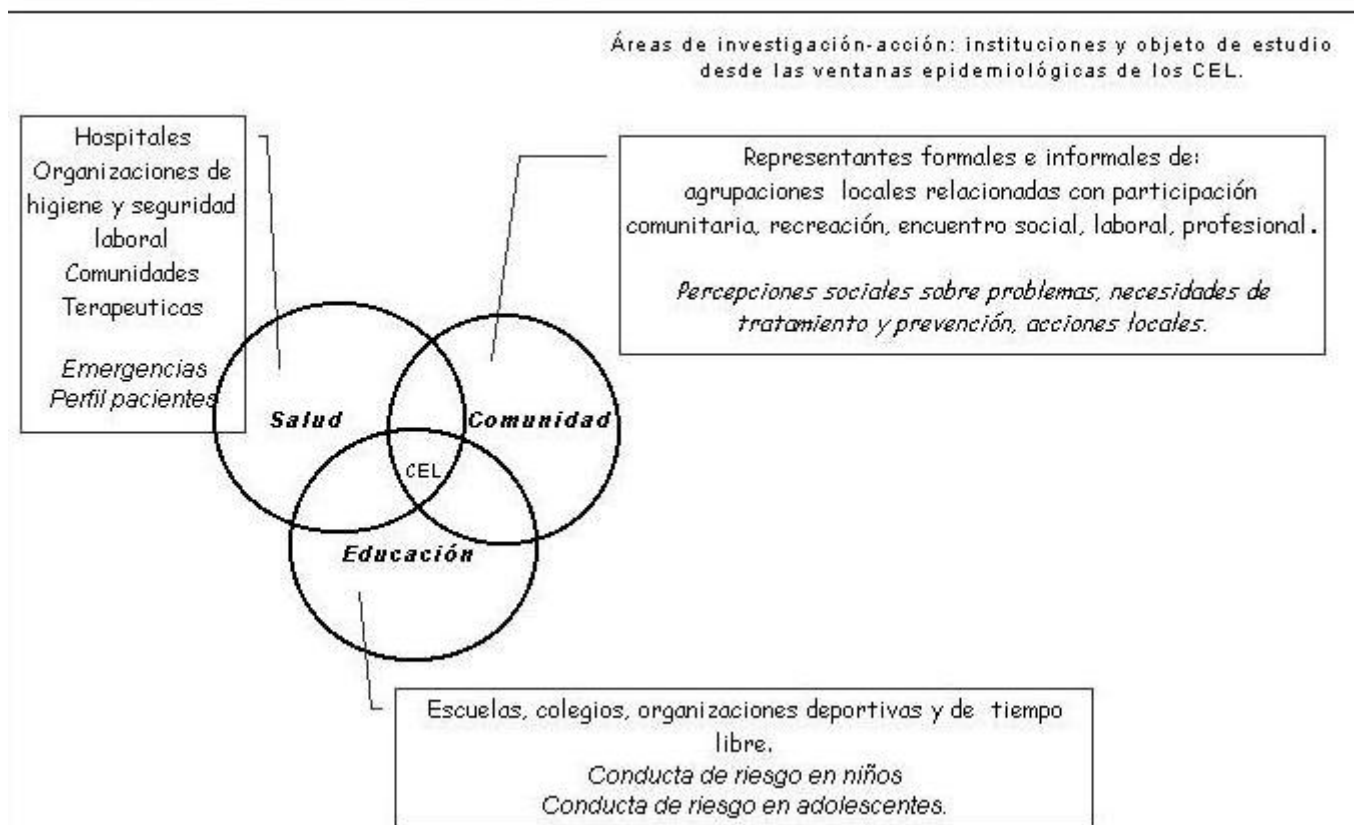 Áreas de investigación-acción: instituciones y objeto de estudio
desde las ventanas epidemiológicas de los CEL.
Hospitales
Organizaciones de
higiene y seguridad
laboral
Comunidades
Terapeuticas
Emergencias
Perfil pacientes
Representantes formales e informales de:
agrupaciones locales relacionadas con participación
comunitaria, recreación, encuentro social, laboral, profesional.
Percepciones sociales sobre problemas, necesidades de
tratamiento y prevención, acciones locales.
Salud
Comunidad
CEL
Educación
Escuelas, colegios, organizaciones deportivas y de tiempo
libre.
Conducta de riesgo en niños
Conducta de riesgo en adolescentes.